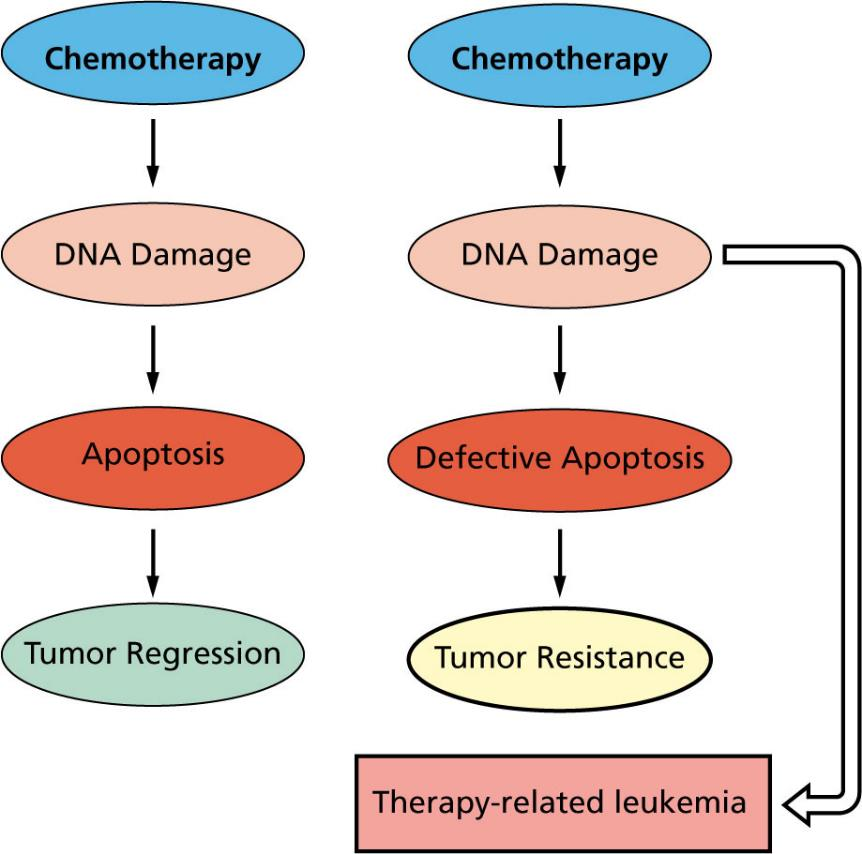 Chemotherapy
DNA Damage
Apoptosis
Tumor Regression
Chemotherapy
DNA Damage
Defective Apoptosis
Tumor Resistance
Therapy-related leukemia